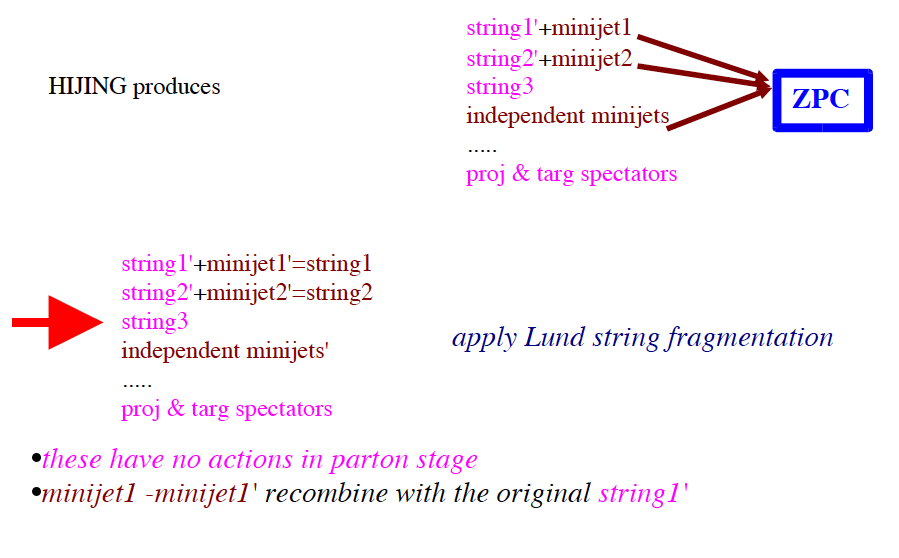 string1'+minijet1
string2'+minijet2
HIJING produces
string3
ZPC
independent minijets
.....
proj & targ spectators
string1'+minijet1'=string1
string2'+minijet2'=string2
string3
apply Lund string fragmentation
independent minijets'
.....
proj & targ spectators
•these have no actions in parton stage
•minijet1 -minijet1' recombine with the original string1'